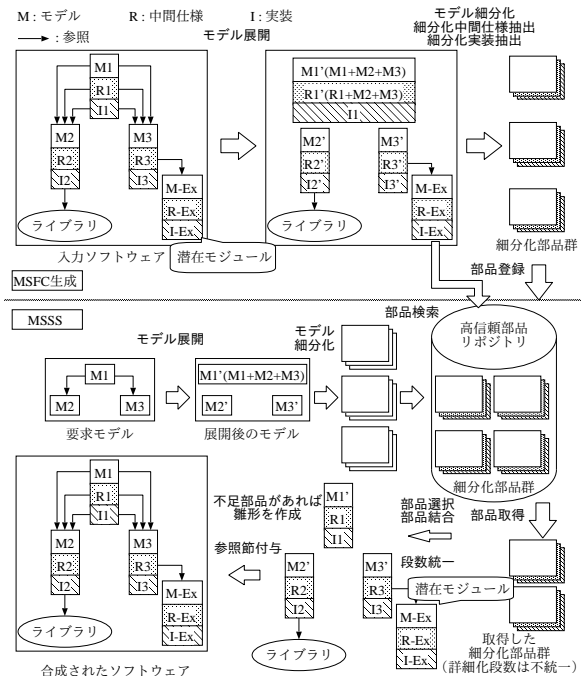 M : モデル R : 中間仕様 I : 実装
: 参照
モデル展開
モデル細分化
細分化中間仕様抽出
細分化実装抽出
M1
R1
I1
M2
R2
I2
M3
R3
I3
M-Ex
R-Ex
I-Ex
ライブラリ
入力ソフトウェア
潜在モジュール
M1'(M1+M2+M3)
R1'(R1+M2+M3)
I1
M2'
R2'
I2'
M3'
R3'
I3'
M-Ex
R-Ex
I-Ex
ライブラリ
細分化部品群
MSFC生成
部品登録
MSSS
モデル展開
モデル
細分化
部品検索
高信頼部品
リポジトリ
M1
M2
M3
要求モデル
M1'(M1+M2+M3)
M2'
M3'
展開後のモデル
細分化部品群
M1
R1
I1
M2
R2
I2
M3
R3
I3
M-Ex
R-Ex
I-Ex
ライブラリ
合成されたソフトウェア
不足部品があれば
雛形を作成
参照節付与
M1'
R1
I1
部品選択
部品結合
部品取得
段数統一
M2'
R2
I2
M3'
R3
I3
潜在モジュール
M-Ex
R-Ex
I-Ex
ライブラリ
取得した
細分化部品群
(詳細化段数は不統一)